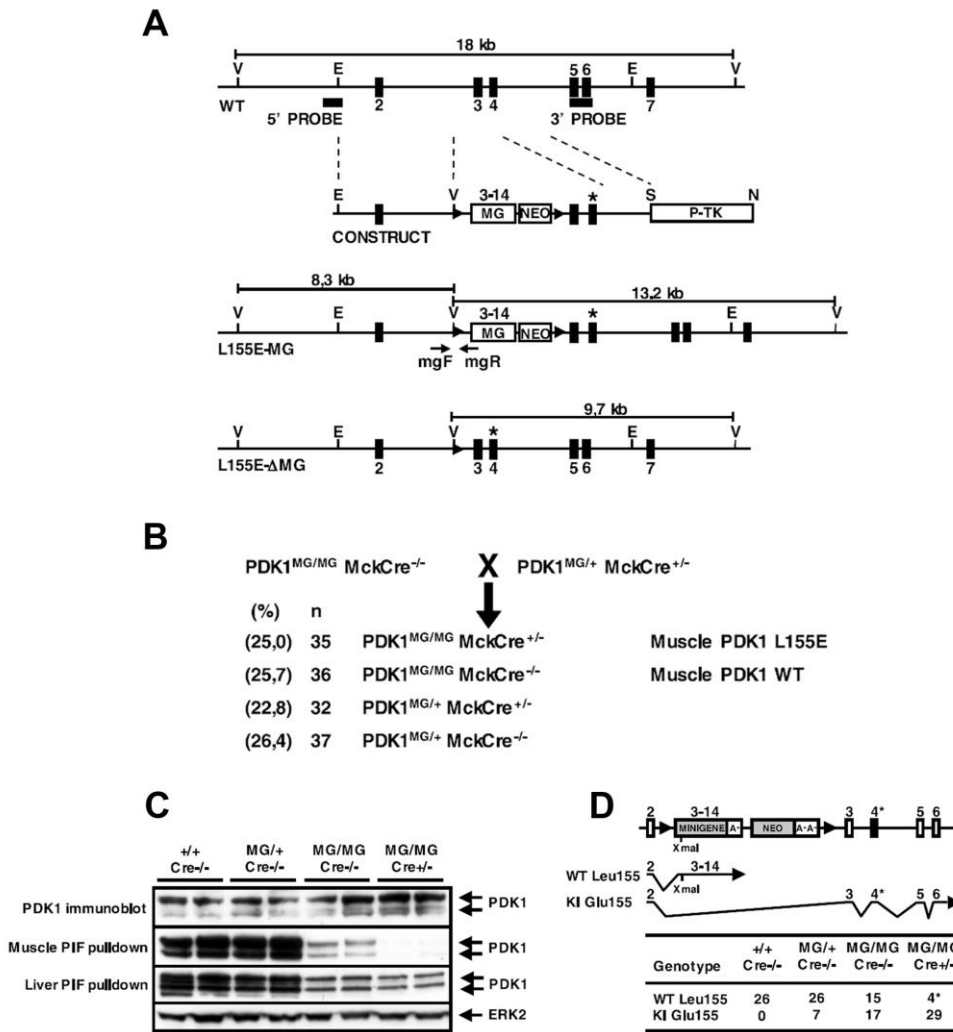 A
18 kb
V E 5 6 E V
WT 2 3 4 7
5' PROBE 3' PROBE
E V 3-14 * S N
MG NEO P-TK
CONSTRUCT
8,3 kb 13.2 kb
V E V 3-14 * E V
MG NEO
L155E-MG
mgF mgR
9,7 kb
V E V * E V
L155E-ΔMG 2 3 4 5 6 7
B
PDK1MG/MG MckCre-/- X PDK1MG/+ MckCre+/-
(%) n
(25,0) 35 PDK1MG/MG MckCre+/- Muscle PDK1 L155E
(25,7) 36 PDK1MG/MG MckCre-/- Muscle PDK1 WT
(22,8) 32 PDK1MG/+ MckCre+/-
(26,4) 37 PDK1MG/+ MckCre-/-
C
+/+ MG/+ MG/MG MG/MG
Cre-/- Cre-/- Cre-/- Cre+/-
PDK1 immunoblot PDK1
Muscle PIF pulldown PDK1
Liver PIF pulldown PDK1
ERK2
D
2 3-14 3 4* 5 6
MINIGENE A+ NEO A+A+
XmaI
WT Leu155 2 3-14
XmaI
KI Glu155 2 3 4* 5 6
+/+ MG/+ MG/MG MG/MG
Genotype Cre-/- Cre-/- Cre-/- Cre+/-
WT Leu155 26 26 15 4*
KI Glu155 0 7 17 29